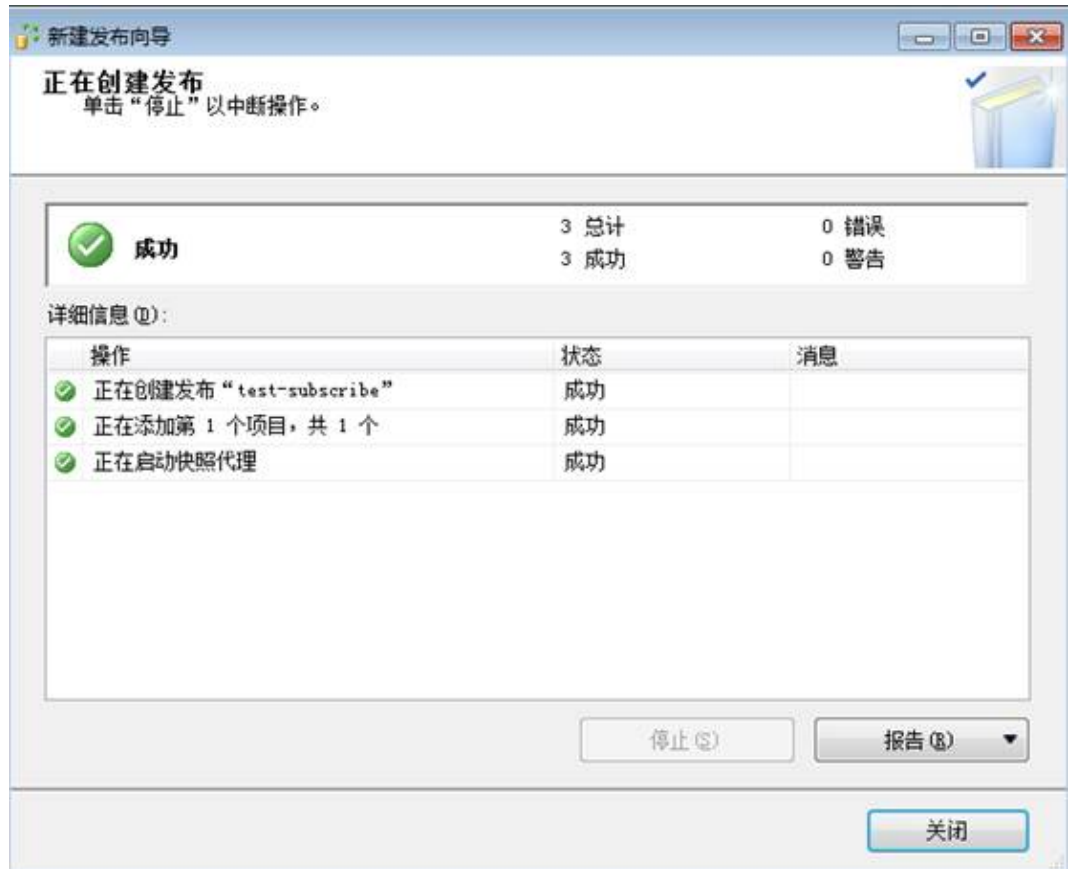 新建发布向导
正在创建发布
单击“停止”以中断操作。
成功
3 总计
0 错误
3 成功
0 警告
详细信息(D):
操作 状态 消息
正在创建发布“test-subscribe” 成功
正在添加第 1 个项目，共 1 个 成功
正在启动快照代理 成功
停止(S) 报告(R)
关闭